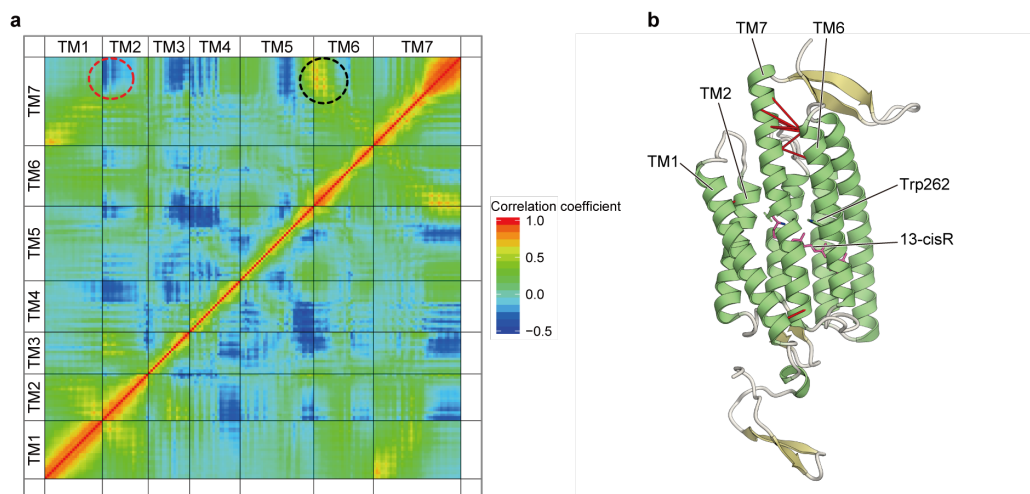 a
TM1 TM2 TM3 TM4 TM5 TM6 TM7
TM7
TM6
TM5
TM4
TM3
TM2
TM1
Correlation coefficient
1.0
0.5
0.0
−0.5
b
TM7
TM6
TM2
TM1
Trp262
13-cisR